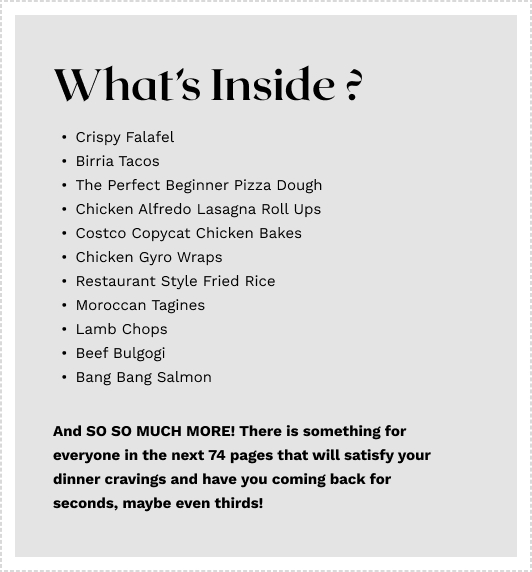 What's Inside ?
• Crispy Falafel
• Birria Tacos
• The Perfect Beginner Pizza Dough
• Chicken Alfredo Lasagna Roll Ups
• Costco Copycat Chicken Bakes
• Chicken Gyro Wraps
• Restaurant Style Fried Rice
• Moroccan Tagines
• Lamb Chops
• Beef Bulgogi
• Bang Bang Salmon
And SO SO MUCH MORE! There is something for
everyone in the next 74 pages that will satisfy your
dinner cravings and have you coming back for
seconds, maybe even thirds!